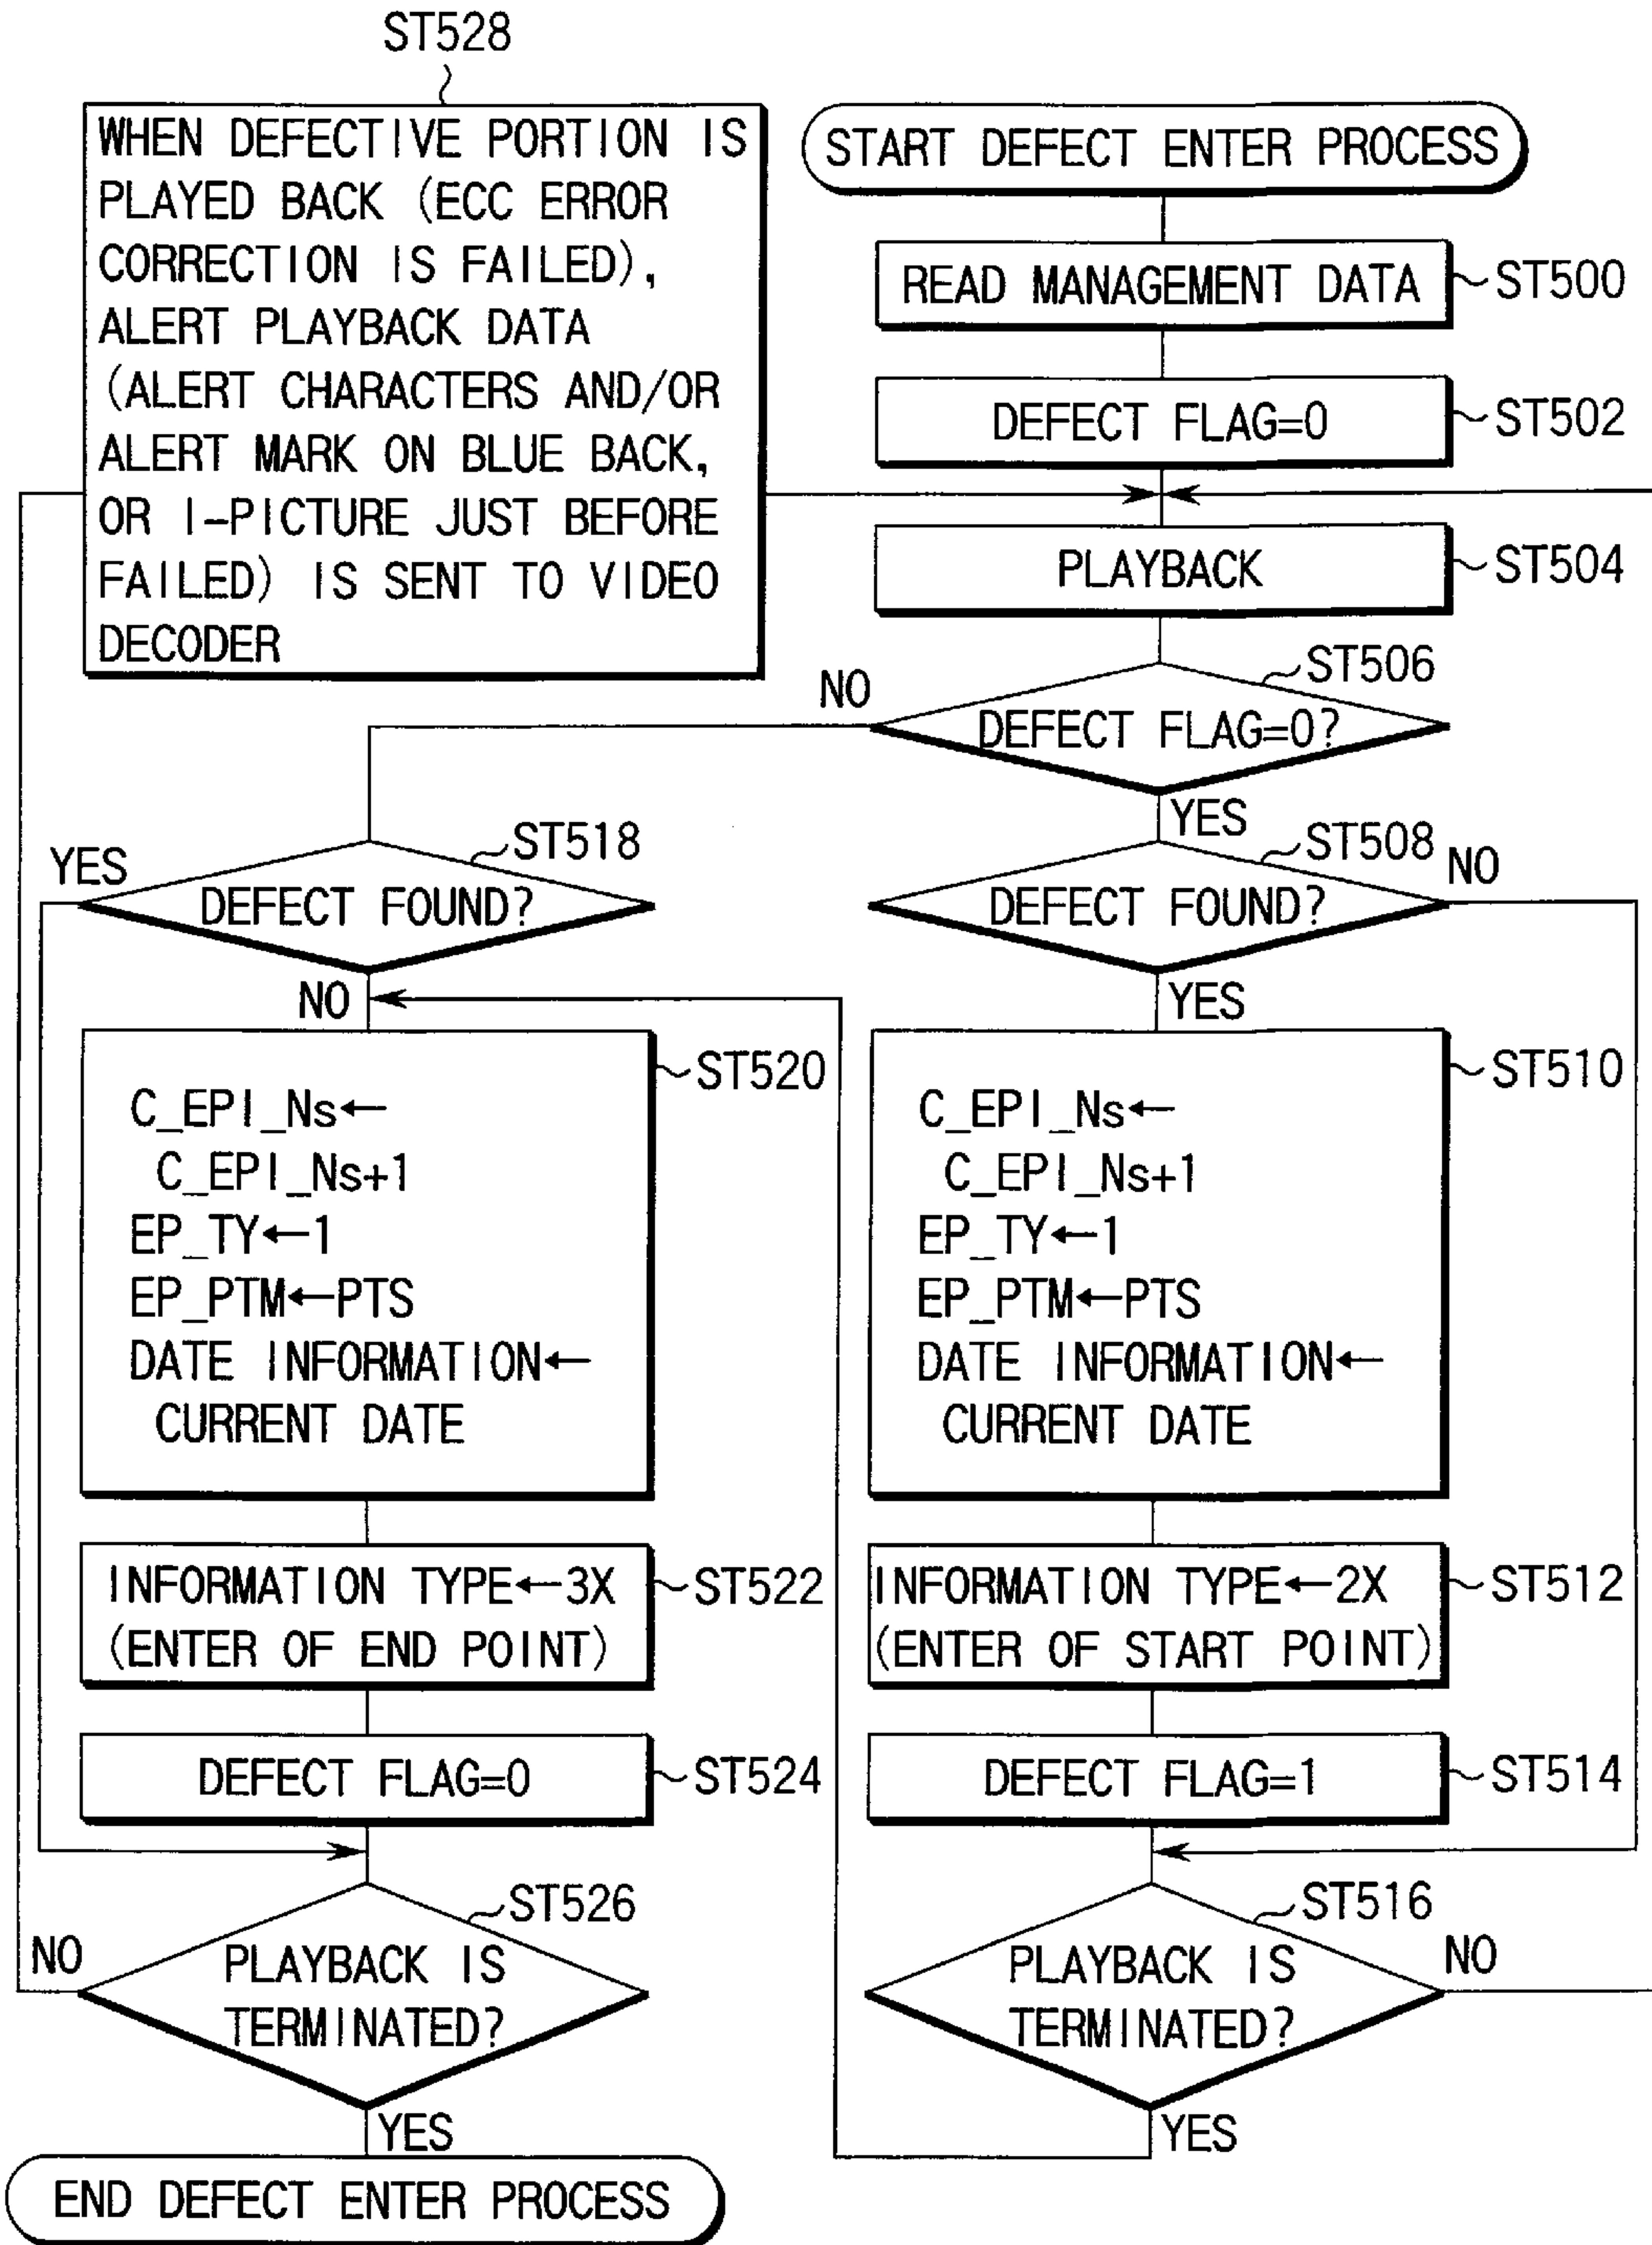 ST528
WHEN DEFECTIVE PORTION IS
PLAYED BACK (ECC ERROR
CORRECTION IS FAILED),
ALERT PLAYBACK DATA
(ALERT CHARACTERS AND/OR
ALERT MARK ON BLUE BACK,
OR I-PICTURE JUST BEFORE
FAILED) IS SENT TO VIDEO
DECODER
START DEFECT ENTER PROCESS
READ MANAGEMENT DATA
ST500
DEFECT FLAG=0
ST502
PLAYBACK
ST504
ST506
NO
DEFECT FLAG=0?
YES
ST518
YES
DEFECT FOUND?
NO
ST508
NO
DEFECT FOUND?
YES
ST520
C_EPI_Ns←
C_EPI_Ns+1
EP_TY←1
EP_PTM←PTS
DATE INFORMATION←
CURRENT DATE
ST510
C_EPI_Ns←
C_EPI_Ns+1
EP_TY←1
EP_PTM←PTS
DATE INFORMATION←
CURRENT DATE
INFORMATION TYPE←3X
(ENTER OF END POINT)
ST522
INFORMATION TYPE←2X
(ENTER OF START POINT)
ST512
DEFECT FLAG=0
ST524
DEFECT FLAG=1
ST514
ST526
NO
PLAYBACK IS
TERMINATED?
YES
ST516
NO
PLAYBACK IS
TERMINATED?
YES
END DEFECT ENTER PROCESS